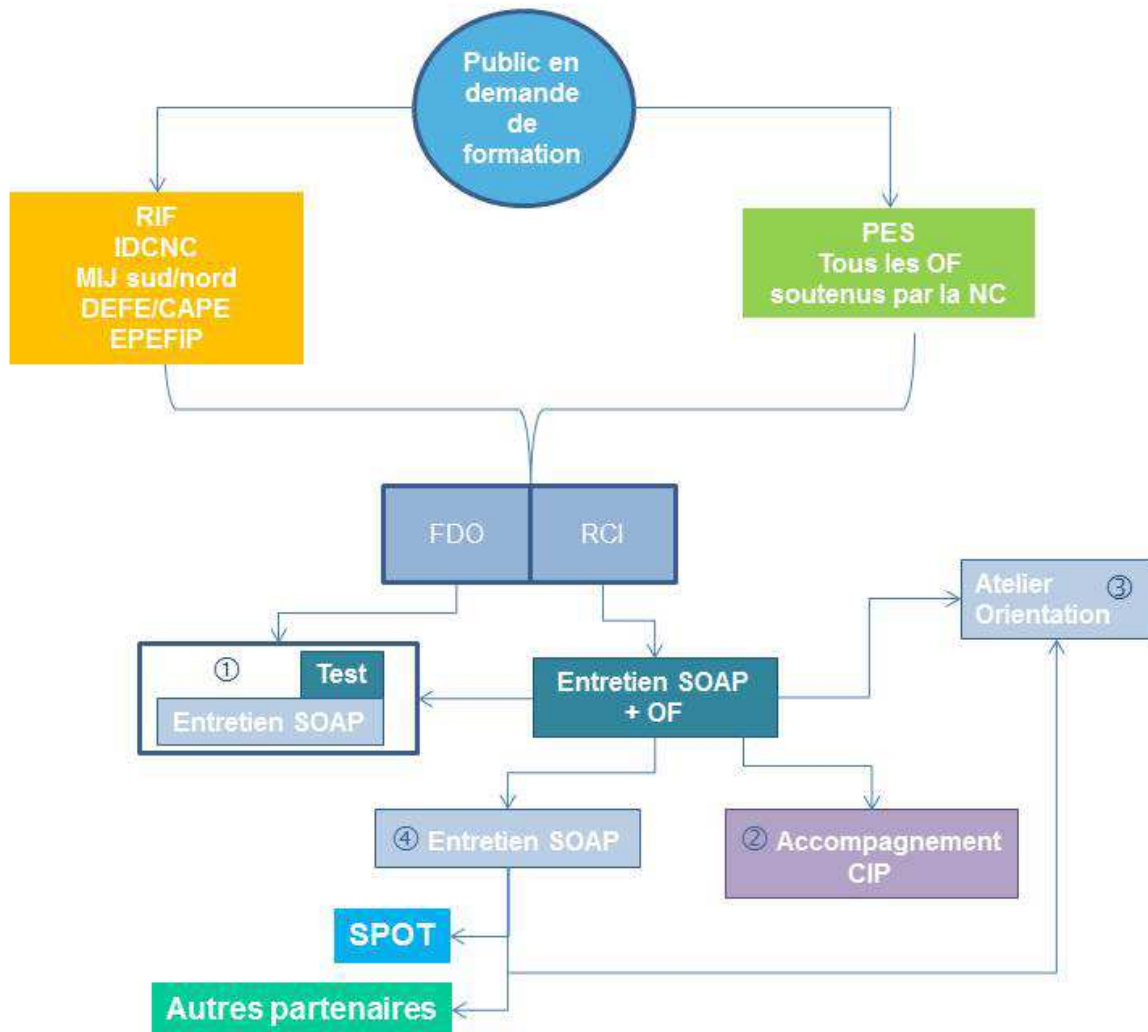 Public en
demande
de
formation
RIF
IDCNC
MIJ sud/nord
DEFE/CAPE
EPEFIP
PES
Tous les OF
soutenus par la NC
FDO
RCI
Atelier ③
Orientation
① Test
Entretien SOAP
Entretien SOAP
+ OF
④ Entretien SOAP
② Accompagnement
CIP
SPOT
Autres partenaires